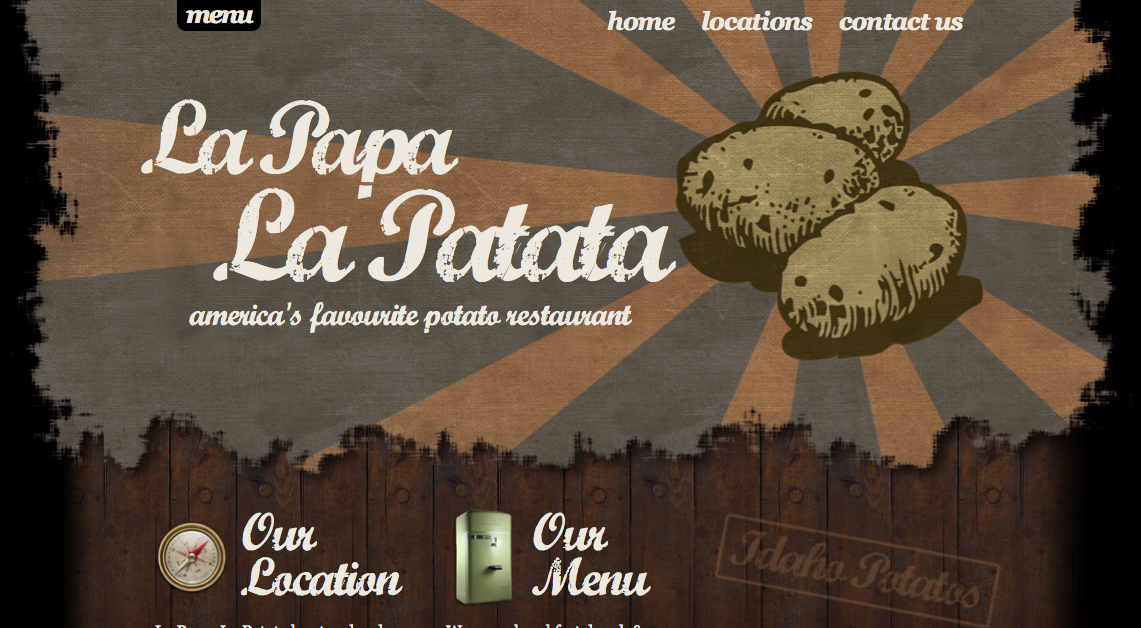 menu
home locations contact us
La Papa
La Patata
america's favourite potato restaurant
Our
Location
Our
Menu
Idaho Potatos